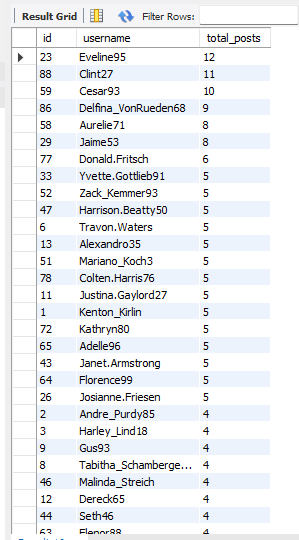 Result Grid Filter Rows:
id username total_posts
23 Eveline95 12
88 Clint27 11
59 Cesar93 10
86 Delfina_VonRueden68 9
58 Aurelie71 8
29 Jaime53 8
77 Donald.Fritsch 6
33 Yvette.Gottlieb91 5
52 Zack_Kemmer93 5
47 Harrison.Beatty50 5
6 Travon.Waters 5
13 Alexandro35 5
51 Mariano_Koch3 5
78 Colten.Harris76 5
11 Justina.Gaylord27 5
1 Kenton_Kirlin 5
72 Kathryn80 5
65 Adelle96 5
43 Janet.Armstrong 5
64 Florence99 5
26 Josianne.Friesen 5
2 Andre_Purdy85 4
3 Harley_Lind18 4
9 Gus93 4
8 Tabitha_Schamberge... 4
46 Malinda_Streich 4
12 Dereck65 4
44 Seth46 4
63 Elenor88 4